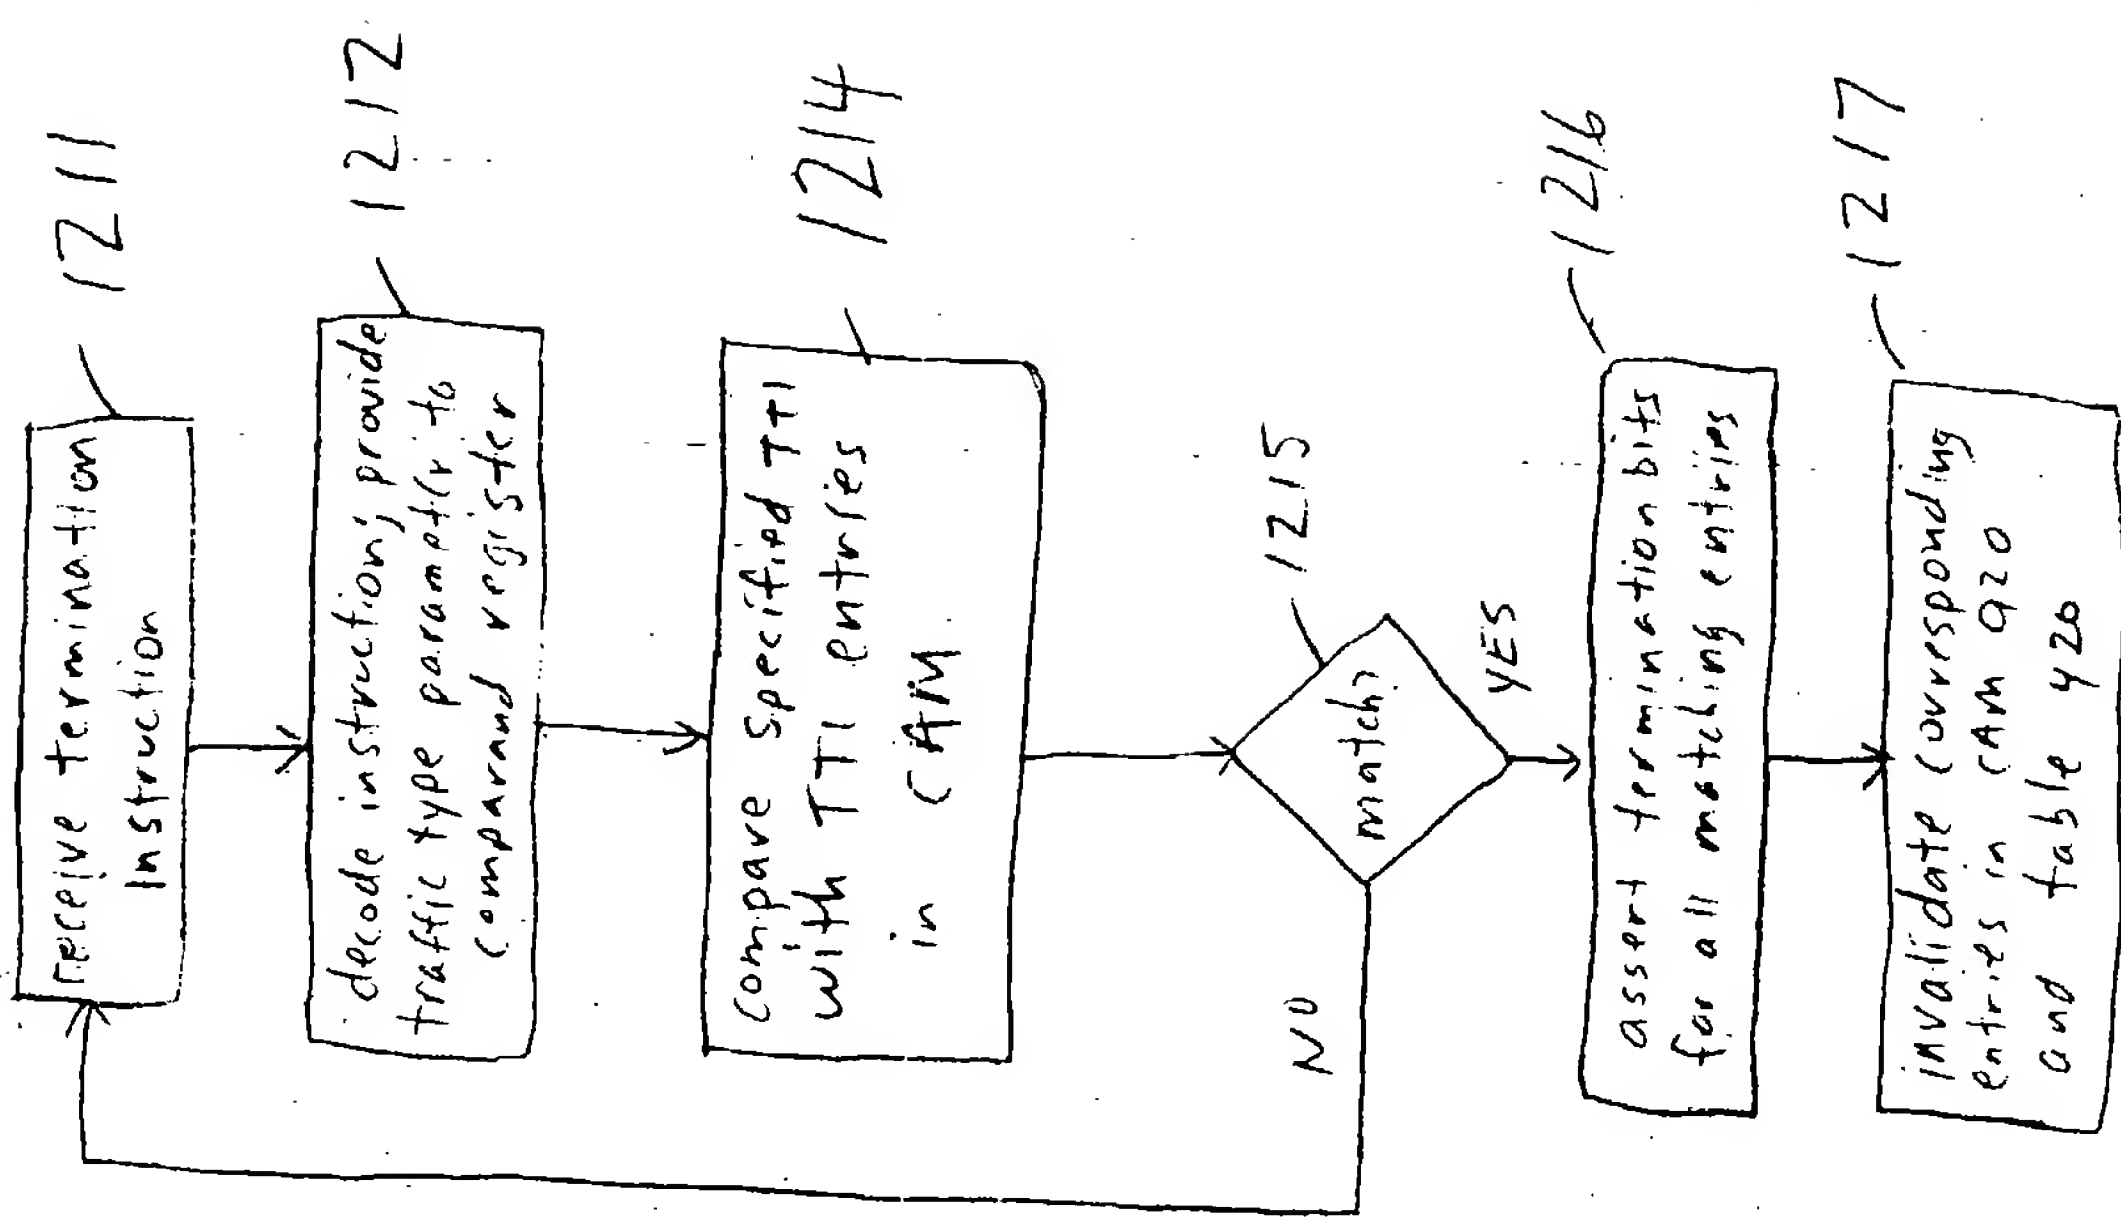 1211
receive termination
instruction
1212
decode instruction; provide
traffic type parameter to
comparand register
1214
compare specified TTI
with TTI entries
in CAM
1215
match?
NO
YES
1216
assert termination bits
for all matching entries
1217
invalidate corresponding
entries in CAM 920
and table 420